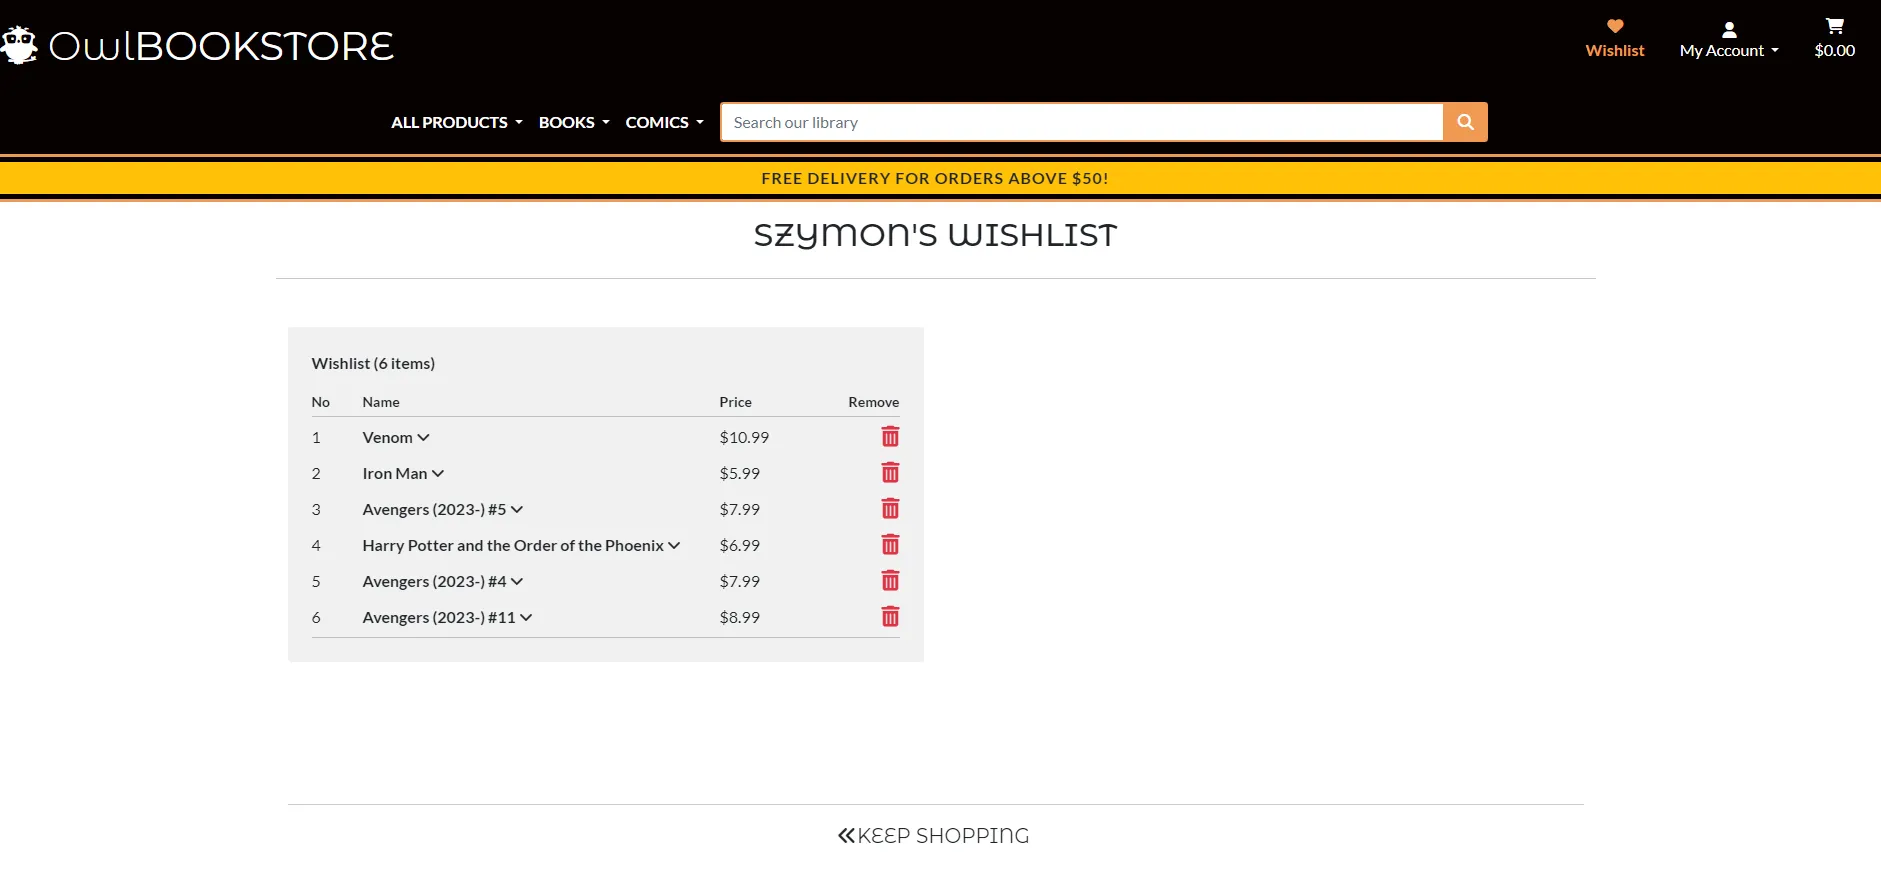 OwlBOOKSTORE
Wishlist
My Account
$0.00
ALL PRODUCTS BOOKS COMICS Search our library
FREE DELIVERY FOR ORDERS ABOVE $50!
SZYMON'S WISHLIST
Wishlist (6 items)
No Name Price Remove
1 Venom $10.99
2 Iron Man $5.99
3 Avengers (2023-) #5 $7.99
4 Harry Potter and the Order of the Phoenix $6.99
5 Avengers (2023-) #4 $7.99
6 Avengers (2023-) #11 $8.99
KEEP SHOPPING